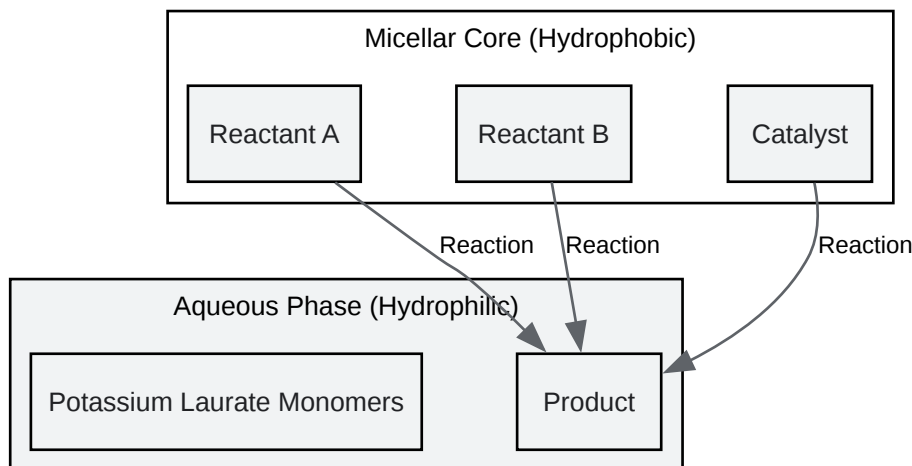 Micellar Core (Hydrophobic)
Reactant A
Reactant B
Catalyst
Reaction
Reaction
Reaction
Aqueous Phase (Hydrophilic)
Potassium Laurate Monomers
Product